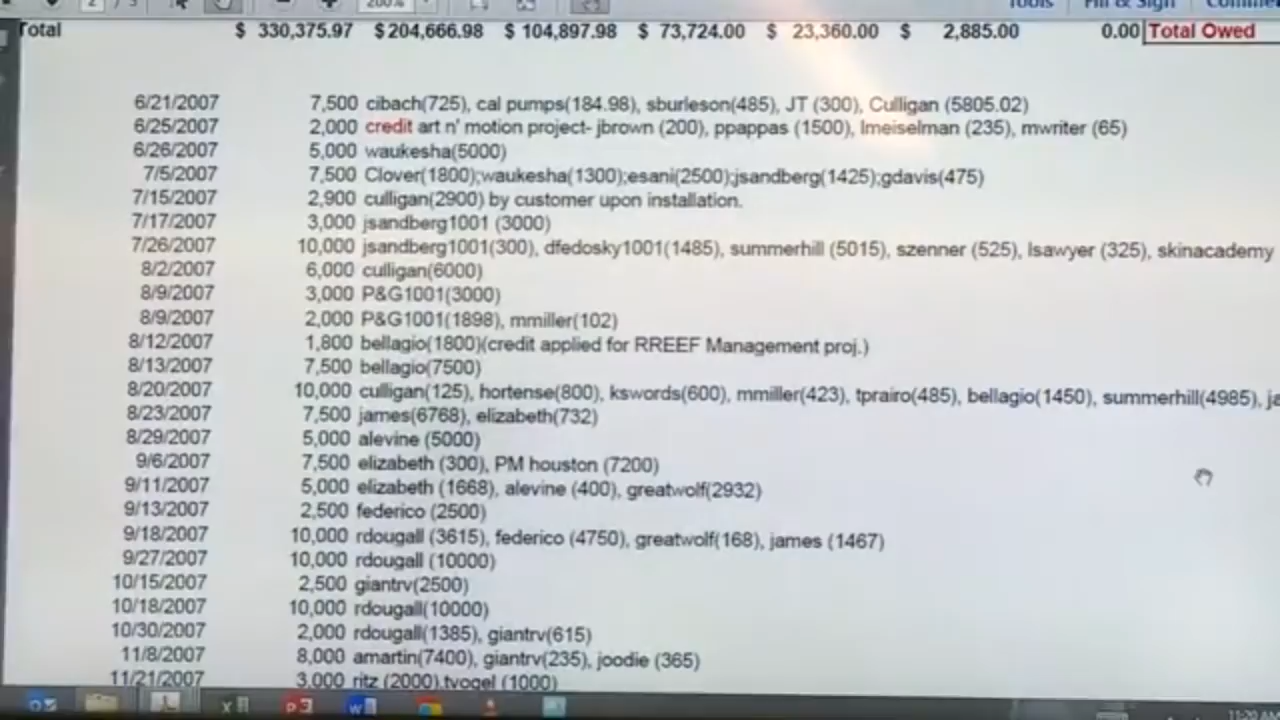 Tools Fill & Sign
2 / 3 200%
Total $ 330,375.97 $ 204,666.98 $ 104,897.98 $ 73,724.00 $ 23,360.00 $ 2,885.00 0.00 Total Owed
6/21/2007 7,500 cibach(725), cal pumps(184.98), sburleson(485), JT (300), Culligan (5805.02)
6/25/2007 2,000 credit art n' motion project- jbrown (200), ppappas (1500), lmeiselman (235), mwriter (65)
6/26/2007 5,000 waukesha(5000)
7/5/2007 7,500 Clover(1800);waukesha(1300);esani(2500);jsandberg(1425);gdavis(475)
7/15/2007 2,900 culligan(2900) by customer upon installation.
7/17/2007 3,000 jsandberg1001 (3000)
7/26/2007 10,000 jsandberg1001(300), dfedosky1001(1485), summerhill (5015), szenner (525), lsawyer (325), skinacademy
8/2/2007 6,000 culligan(6000)
8/9/2007 3,000 P&G1001(3000)
8/9/2007 2,000 P&G1001(1898), mmiller(102)
8/12/2007 1,800 bellagio(1800)(credit applied for RREEF Management proj.)
8/13/2007 7,500 bellagio(7500)
8/20/2007 10,000 culligan(125), hortense(800), kswords(600), mmiller(423), tprairo(485), bellagio(1450), summerhill(4985), ja
8/23/2007 7,500 james(6768), elizabeth(732)
8/29/2007 5,000 alevine (5000)
9/6/2007 7,500 elizabeth (300), PM houston (7200)
9/11/2007 5,000 elizabeth (1668), alevine (400), greatwolf(2932)
9/13/2007 2,500 federico (2500)
9/18/2007 10,000 rdougall (3615), federico (4750), greatwolf(168), james (1467)
9/27/2007 10,000 rdougall (10000)
10/15/2007 2,500 giantrv(2500)
10/18/2007 10,000 rdougall(10000)
10/30/2007 2,000 rdougall(1385), giantrv(615)
11/8/2007 8,000 amartin(7400), giantrv(235), joodie (365)
11/21/2007 3,000 ritz (2000),tvogel (1000)
11:20 AM